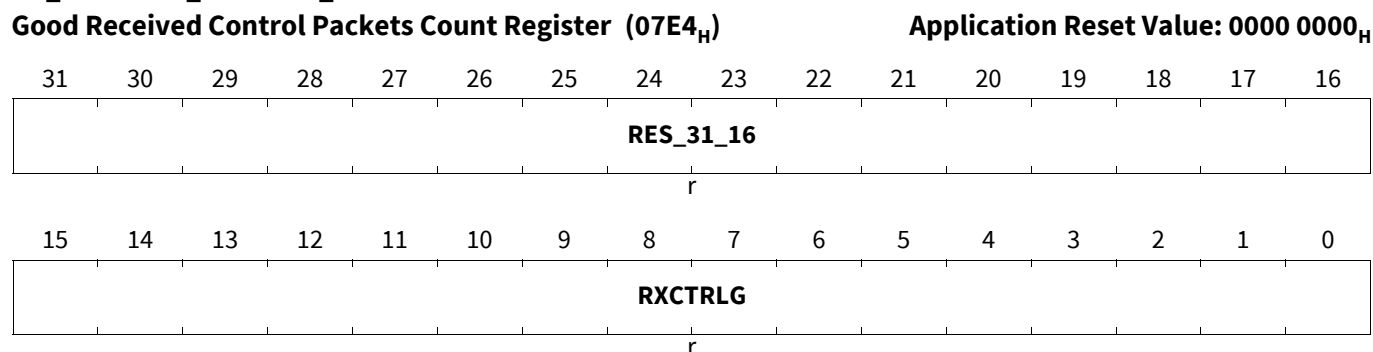 Good Received Control Packets Count Register (07E4H) Application Reset Value: 0000 0000H
31 30 29 28 27 26 25 24 23 22 21 20 19 18 17 16
RES_31_16
r
15 14 13 12 11 10 9 8 7 6 5 4 3 2 1 0
RXCTRLG
r